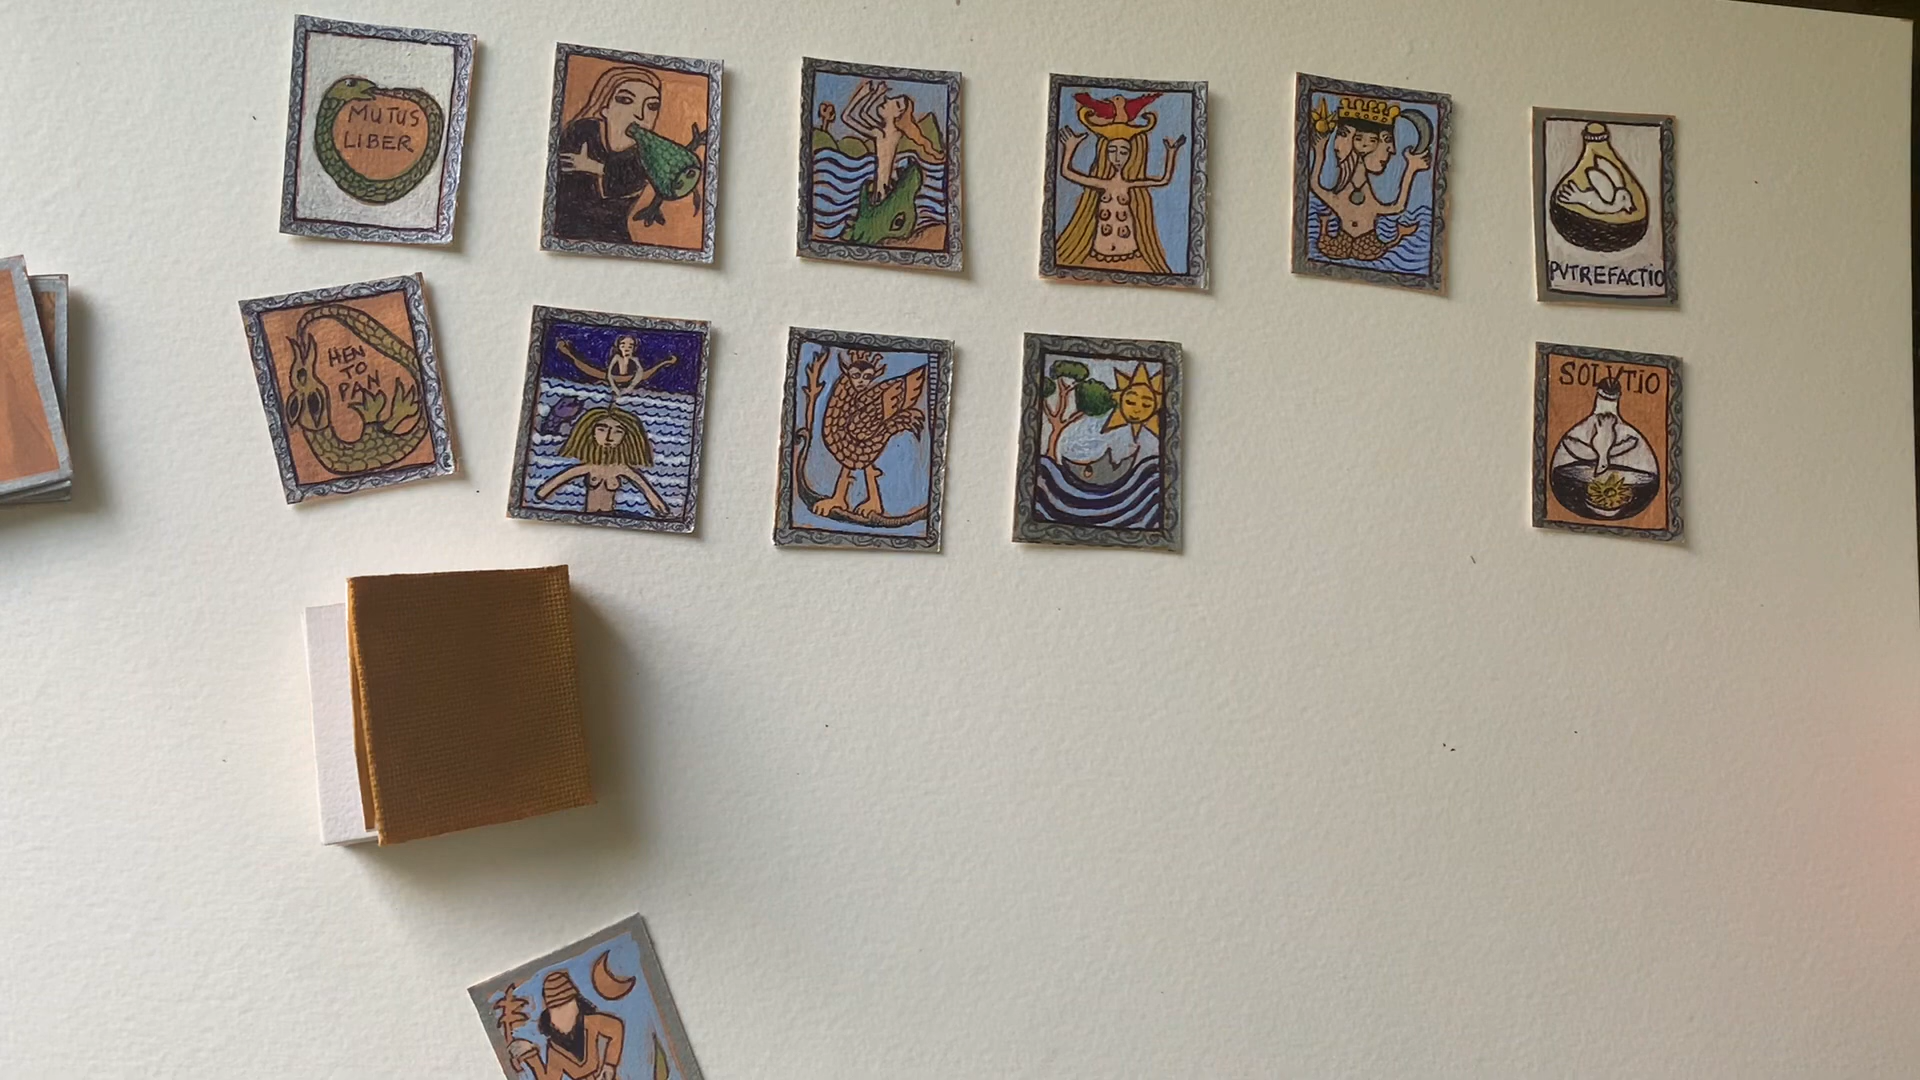 MUTUS
LIBER
PVTREFACTIO
HEN
TO
PAN
SOLVTIO